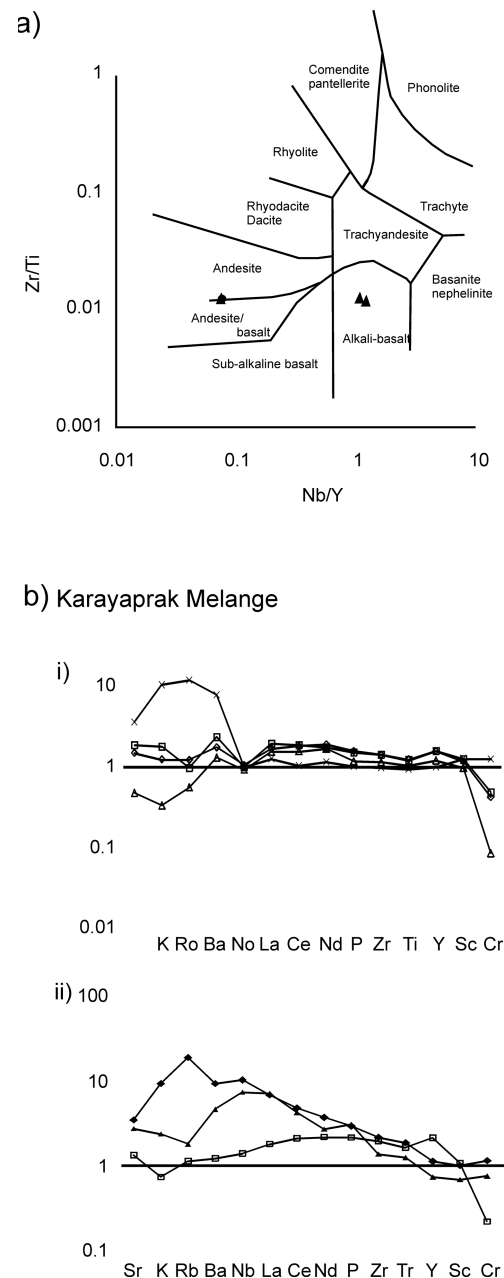 a)
1
0.1
0.01
0.001
Zr/Ti
0.01 0.1 1 10
Nb/Y
Comendite
pantellerite
Phonolite
Rhyolite
Rhyodacite
Dacite
Trachyte
Trachyandesite
Andesite
Basanite
nephelinite
Andesite/
basalt
Alkali-basalt
Sub-alkaline basalt
b) Karayaprak Melange
i)
10
1
0.1
0.01
K Ro Ba No La Ce Nd P Zr Ti Y Sc Cr
ii)
100
10
1
0.1
Sr K Rb Ba Nb La Ce Nd P Zr Tr Y Sc Cr